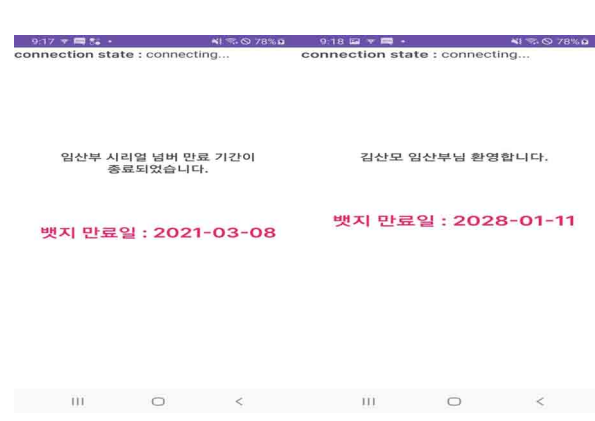 9:17
78%
connection state : connecting...
임산부 시리얼 넘버 만료 기간이
종료되었습니다.
뱃지 만료일 : 2021-03-08
9:18
78%
connection state : connecting...
김산모 임산부님 환영합니다.
뱃지 만료일 : 2028-01-11